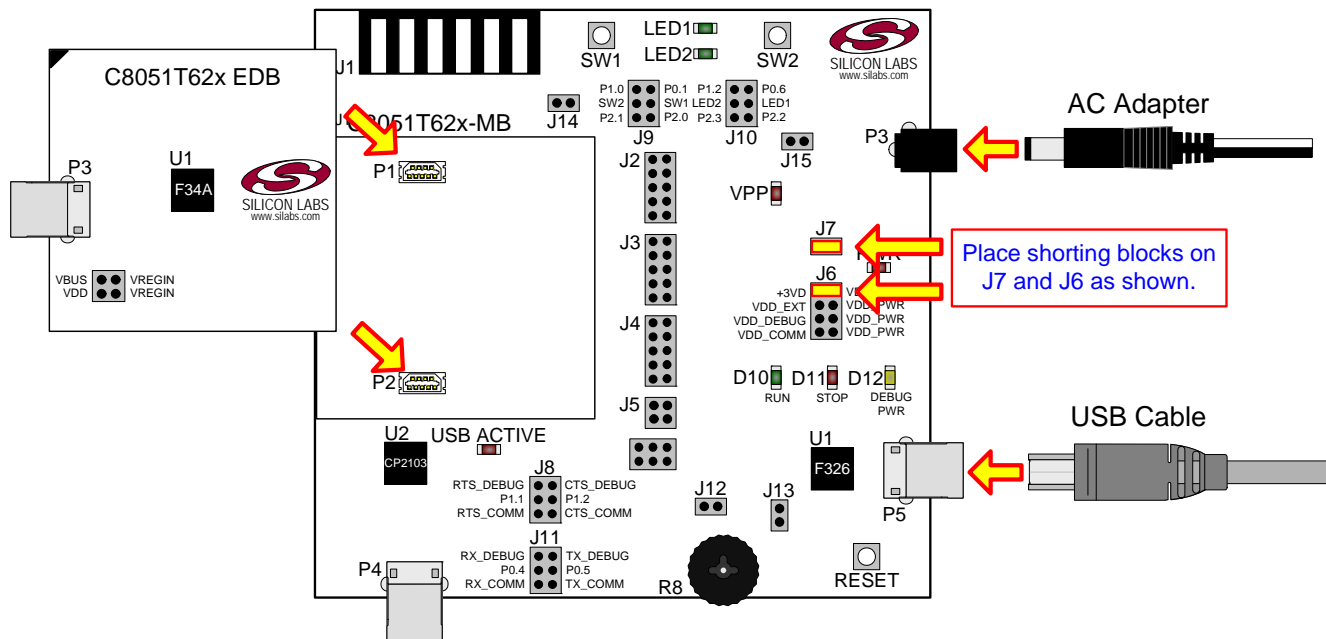 C8051T62x EDB
P3
U1
F34A
SILICON LABS
www.silabs.com
VBUS VREGIN
VDD VREGIN
J1
C8051T62x-MB
P1
P2
LED1
LED2
SW1
SW2
SILICON LABS
www.silabs.com
J14
P1.0 P0.1
SW2 SW1
P2.1 P2.0
J9
P1.2 P0.6
LED2 LED1
P2.3 P2.2
J10
J15
P3
AC Adapter
J2
VPP
J3
J7
Place shorting blocks on
J7 and J6 as shown.
J6
+3VD
VDD_EXT VDD_PWR
VDD_DEBUG VDD_PWR
VDD_COMM VDD_PWR
J4
D10
RUN
D11
STOP
D12
DEBUG
PWR
J5
U2
CP2103
USB ACTIVE
U1
F326
USB Cable
P5
J8
RTS_DEBUG CTS_DEBUG
P1.1 P1.2
RTS_COMM CTS_COMM
J12
J13
J11
RX_DEBUG TX_DEBUG
P0.4 P0.5
RX_COMM TX_COMM
P4
R8
RESET